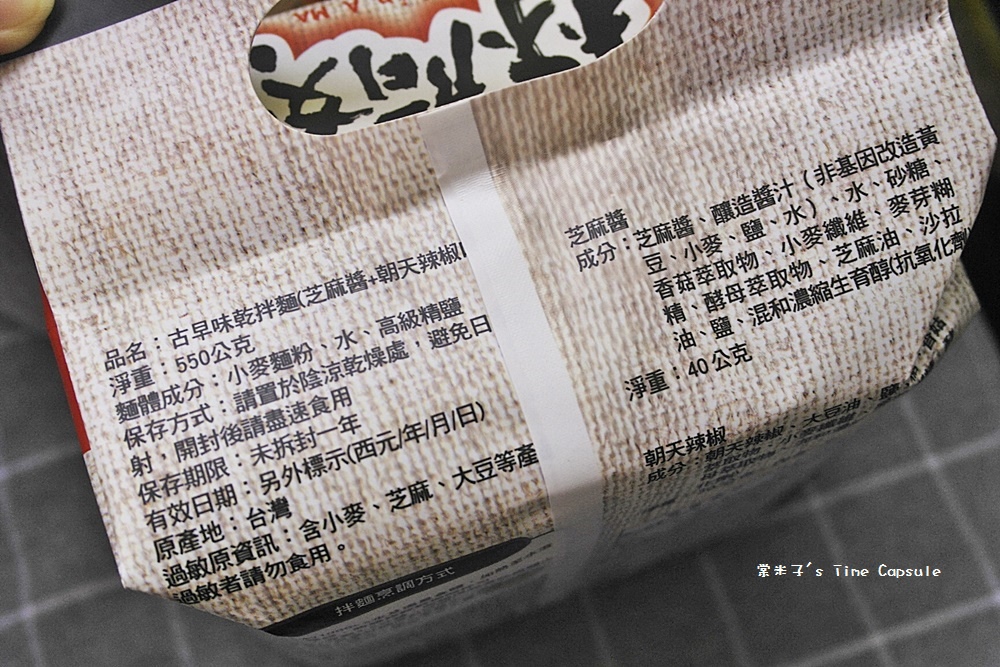 品名：古早味乾拌麵(芝麻醬+朝天辣椒
淨重：550公克
麵體成分：小麥麵粉、水、高級精鹽
保存方式：請置於陰涼乾燥處，避免日
射，開封後請盡速食用
保存期限：未拆封一年
有效日期：另外標示(西元/年/月/日)
原產地：台灣
過敏原資訊：含小麥、芝麻、大豆等產
過敏者請勿食用。
拌麵烹調方式
芝麻醬
成分：芝麻醬、釀造醬汁（非基因改造黃
豆、小麥、鹽、水）、水、砂糖、
香菇萃取物、小麥纖維、麥芽糊
精、酵母萃取物、芝麻油、沙拉
油、鹽、混和濃縮生育醇(抗氧化劑
淨重：40公克
朝天辣椒
成分：朝天辣椒、大豆油、鹽
棠米子's Time Capsule